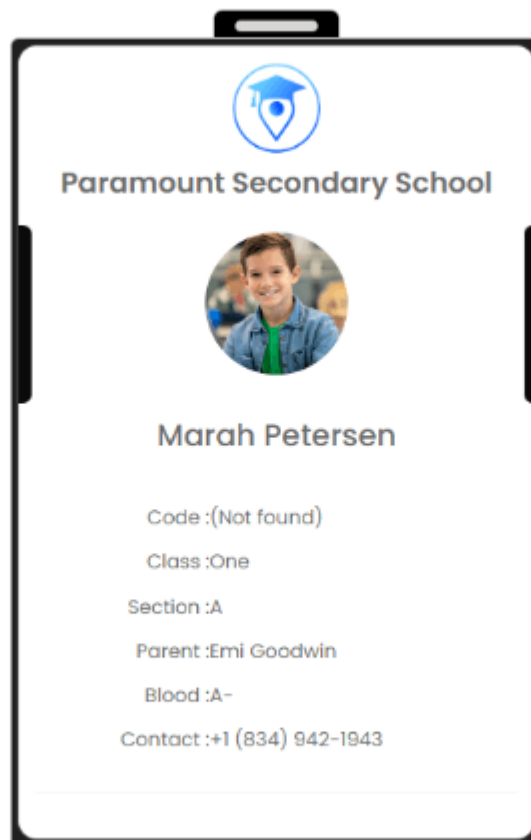 Paramount Secondary School
Marah Petersen
Code :(Not found)
Class :One
Section :A
Parent :Emi Goodwin
Blood :A-
Contact :+1 (834) 942-1943